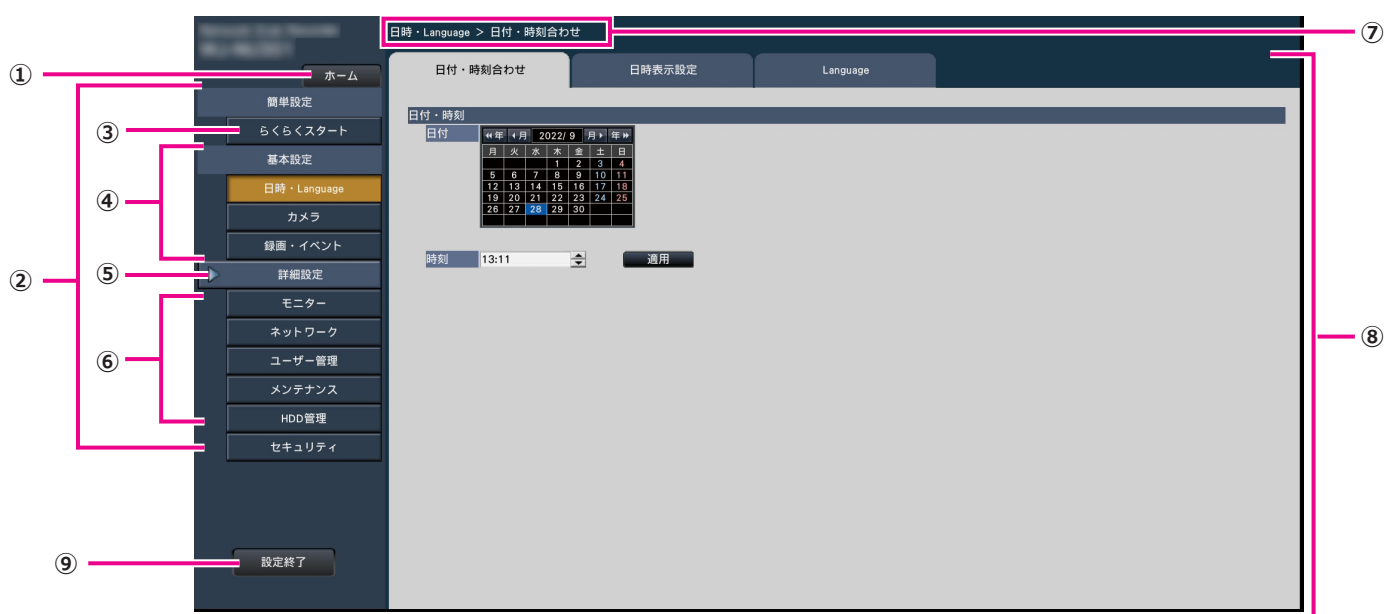 日時・Language > 日付・時刻合わせ
⑦
① ホーム
日付・時刻合わせ 日時表示設定 Language
②
簡単設定
③ らくらくスタート
④ 基本設定
日時・Language
カメラ
録画・イベント
⑤ 詳細設定
⑥
モニター
ネットワーク
ユーザー管理
メンテナンス
HDD管理
セキュリティ
⑨ 設定終了
日付・時刻
日付
年 月 2022/ 9 月 年
月 火 水 木 金 土 日
1 2 3 4
5 6 7 8 9 10 11
12 13 14 15 16 17 18
19 20 21 22 23 24 25
26 27 28 29 30
時刻 13:11 適用
⑧